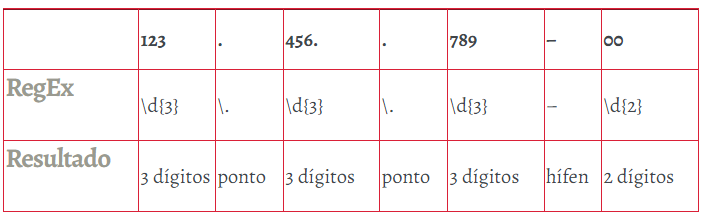 123 . 456. . 789 – 00
RegEx \d{3} \. \d{3} \. \d{3} – \d{2}
Resultado 3 dígitos ponto 3 dígitos ponto 3 dígitos hífen 2 dígitos